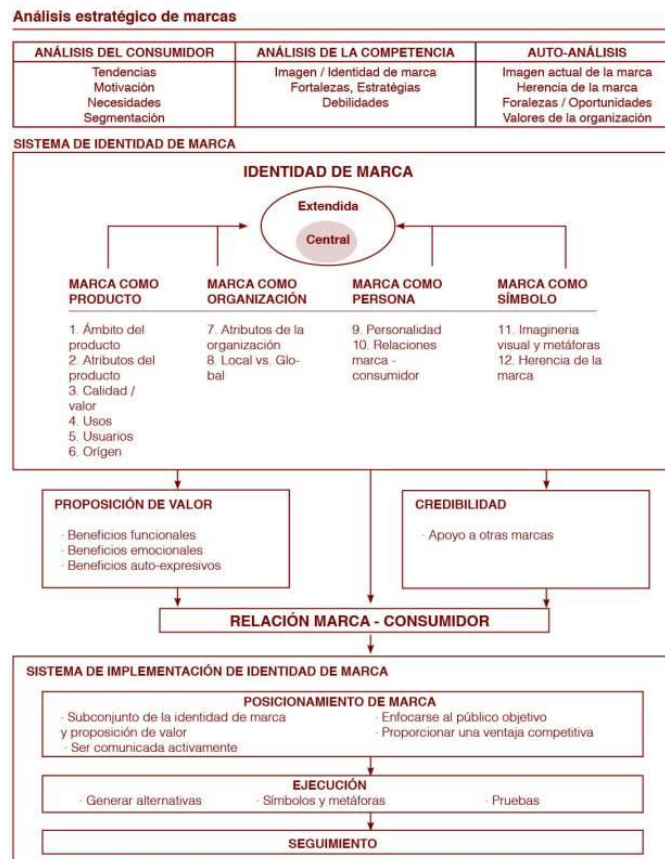 Análisis estratégico de marcas
ANÁLISIS DEL CONSUMIDOR
Tendencias
Motivación
Necesidades
Segmentación
ANÁLISIS DE LA COMPETENCIA
Imagen / Identidad de marca
Fortalezas, Estratégias
Debilidades
AUTO-ANÁLISIS
Imagen actual de la marca
Herencia de la marca
Foralezas / Oportunidades
Valores de la organización
SISTEMA DE IDENTIDAD DE MARCA
IDENTIDAD DE MARCA
Extendida
Central
MARCA COMO
PRODUCTO
1. Ámbito del
producto
2. Atributos del
producto
3. Calidad /
valor
4. Usos
5. Usuarios
6. Orígen
MARCA COMO
ORGANIZACIÓN
7. Atributos de la
organización
8. Local vs. Glo-
bal
MARCA COMO
PERSONA
9. Personalidad
10. Relaciones
marca -
consumidor
MARCA COMO
SÍMBOLO
11. Imagineria
visual y metáforas
12. Herencia de la
marca
PROPOSICIÓN DE VALOR
· Beneficios funcionales
· Beneficios emocionales
· Beneficios auto-expresivos
CREDIBILIDAD
· Apoyo a otras marcas
RELACIÓN MARCA - CONSUMIDOR
SISTEMA DE IMPLEMENTACIÓN DE IDENTIDAD DE MARCA
POSICIONAMIENTO DE MARCA
· Subconjunto de la identidad de marca
y proposición de valor
· Ser comunicada activamente
· Enfocarse al público objetivo
· Proporcionar una ventaja competitiva
EJECUCIÓN
· Generar alternativas
· Símbolos y metáforas
· Pruebas
SEGUIMIENTO